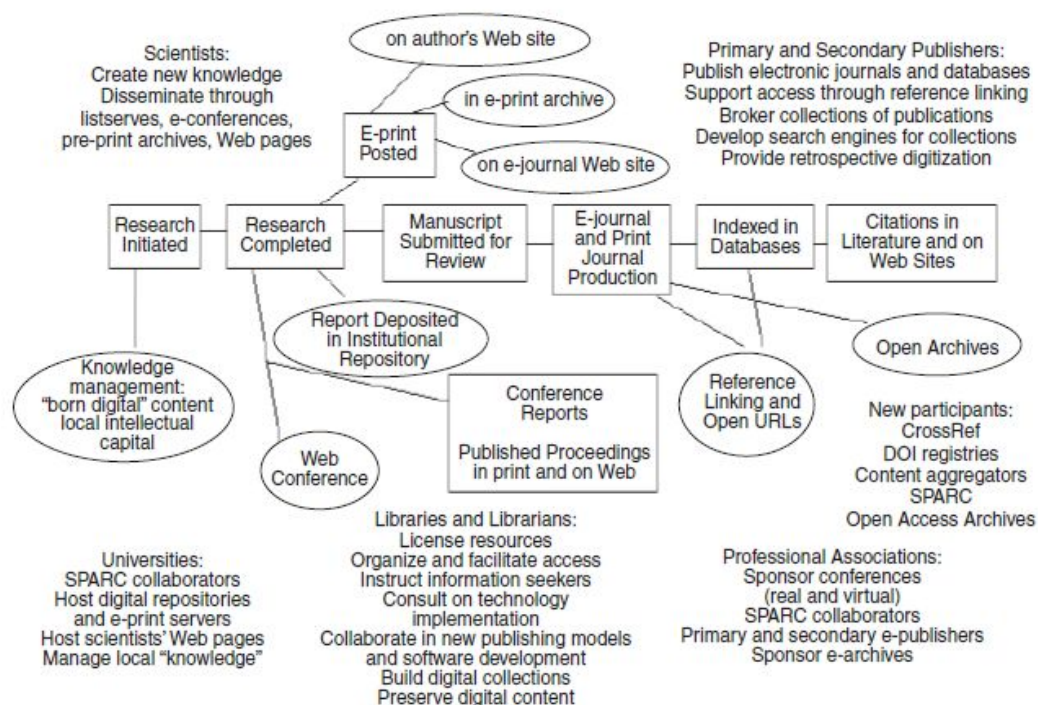 Scientists:
Create new knowledge
Disseminate through
listserves, e-conferences,
pre-print archives, Web pages
on author's Web site
in e-print archive
E-print
Posted
on e-journal Web site
Primary and Secondary Publishers:
Publish electronic journals and databases
Support access through reference linking
Broker collections of publications
Develop search engines for collections
Provide retrospective digitization
Research
Initiated
Research
Completed
Manuscript
Submitted for
Review
E-journal
and Print
Journal
Production
Indexed in
Databases
Citations in
Literature and on
Web Sites
Knowledge
management:
“born digital” content
local intellectual
capital
Report Deposited
in Institutional
Repository
Web
Conference
Conference
Reports
Published Proceedings
in print and on Web
Reference
Linking and
Open URLs
Open Archives
New participants:
CrossRef
DOI registries
Content aggregators
SPARC
Open Access Archives
Universities:
SPARC collaborators
Host digital repositories
and e-print servers
Host scientists' Web pages
Manage local “knowledge”
Libraries and Librarians:
License resources
Organize and facilitate access
Instruct information seekers
Consult on technology
implementation
Collaborate in new publishing models
and software development
Build digital collections
Preserve digital content
Professional Associations:
Sponsor conferences
(real and virtual)
SPARC collaborators
Primary and secondary e-publishers
Sponsor e-archives